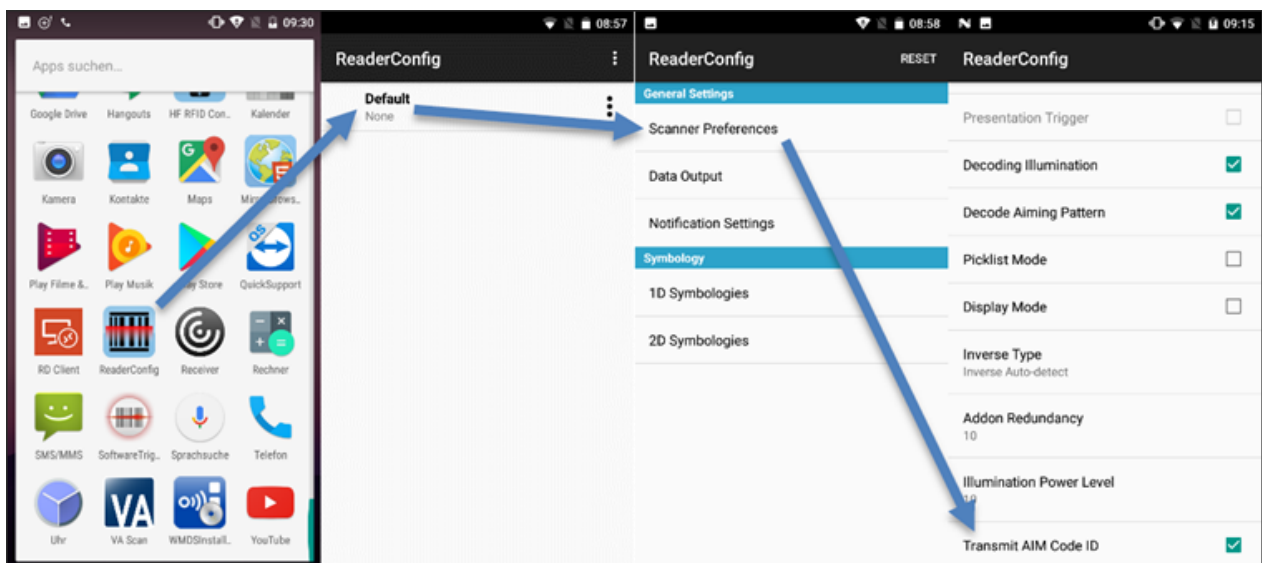 09:30
Apps suchen...
Google Drive
Hangouts
HF RFID Con..
Kalender
Kamera
Kontakte
Maps
Play Filme &..
Play Musik
Store
QuickSupport
RD Client
ReaderConfig
Receiver
Rechner
SMS/MMS
SoftwareTrig..
Sprachsuche
Telefon
VA
Uhr
VA Scan
WMDSInstall..
YouTube
08:57
ReaderConfig
Default
None
08:58
ReaderConfig
RESET
General Settings
Scanner Preferences
Data Output
Notification Settings
Symbology
1D Symbologies
2D Symbologies
09:15
ReaderConfig
Presentation Trigger
Decoding Illumination
Decode Aiming Pattern
Picklist Mode
Display Mode
Inverse Type
Inverse Auto-detect
Addon Redundancy
10
Illumination Power Level
Transmit AIM Code ID